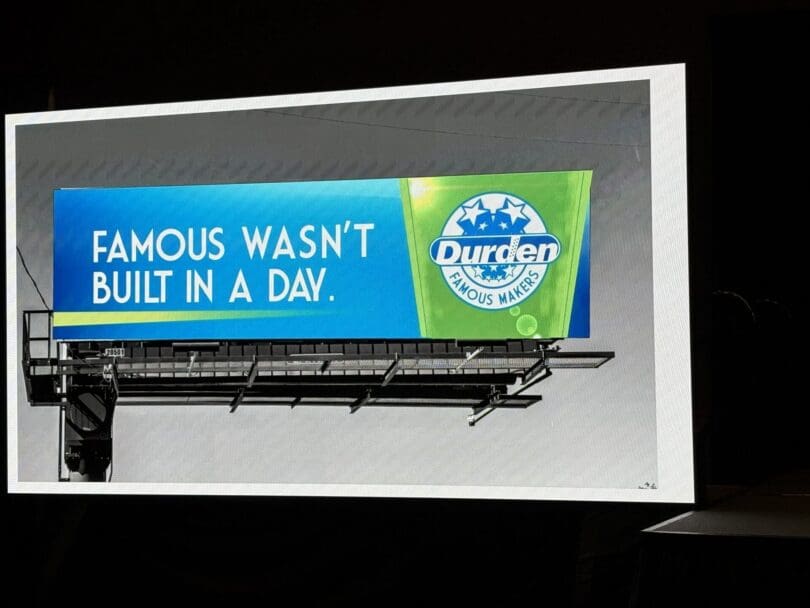 FAMOUS WASN'T
BUILT IN A DAY.
Durden
FAMOUS MAKERS